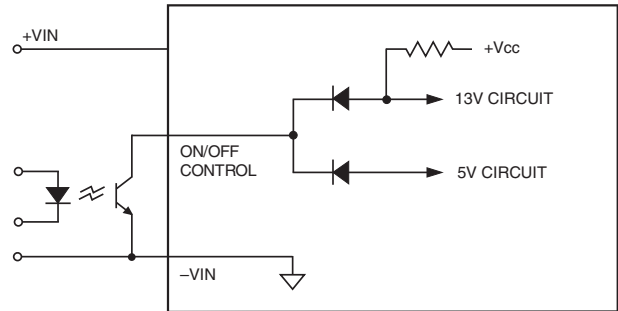 +VIN
+Vcc
13V CIRCUIT
ON/OFF
CONTROL
5V CIRCUIT
–VIN